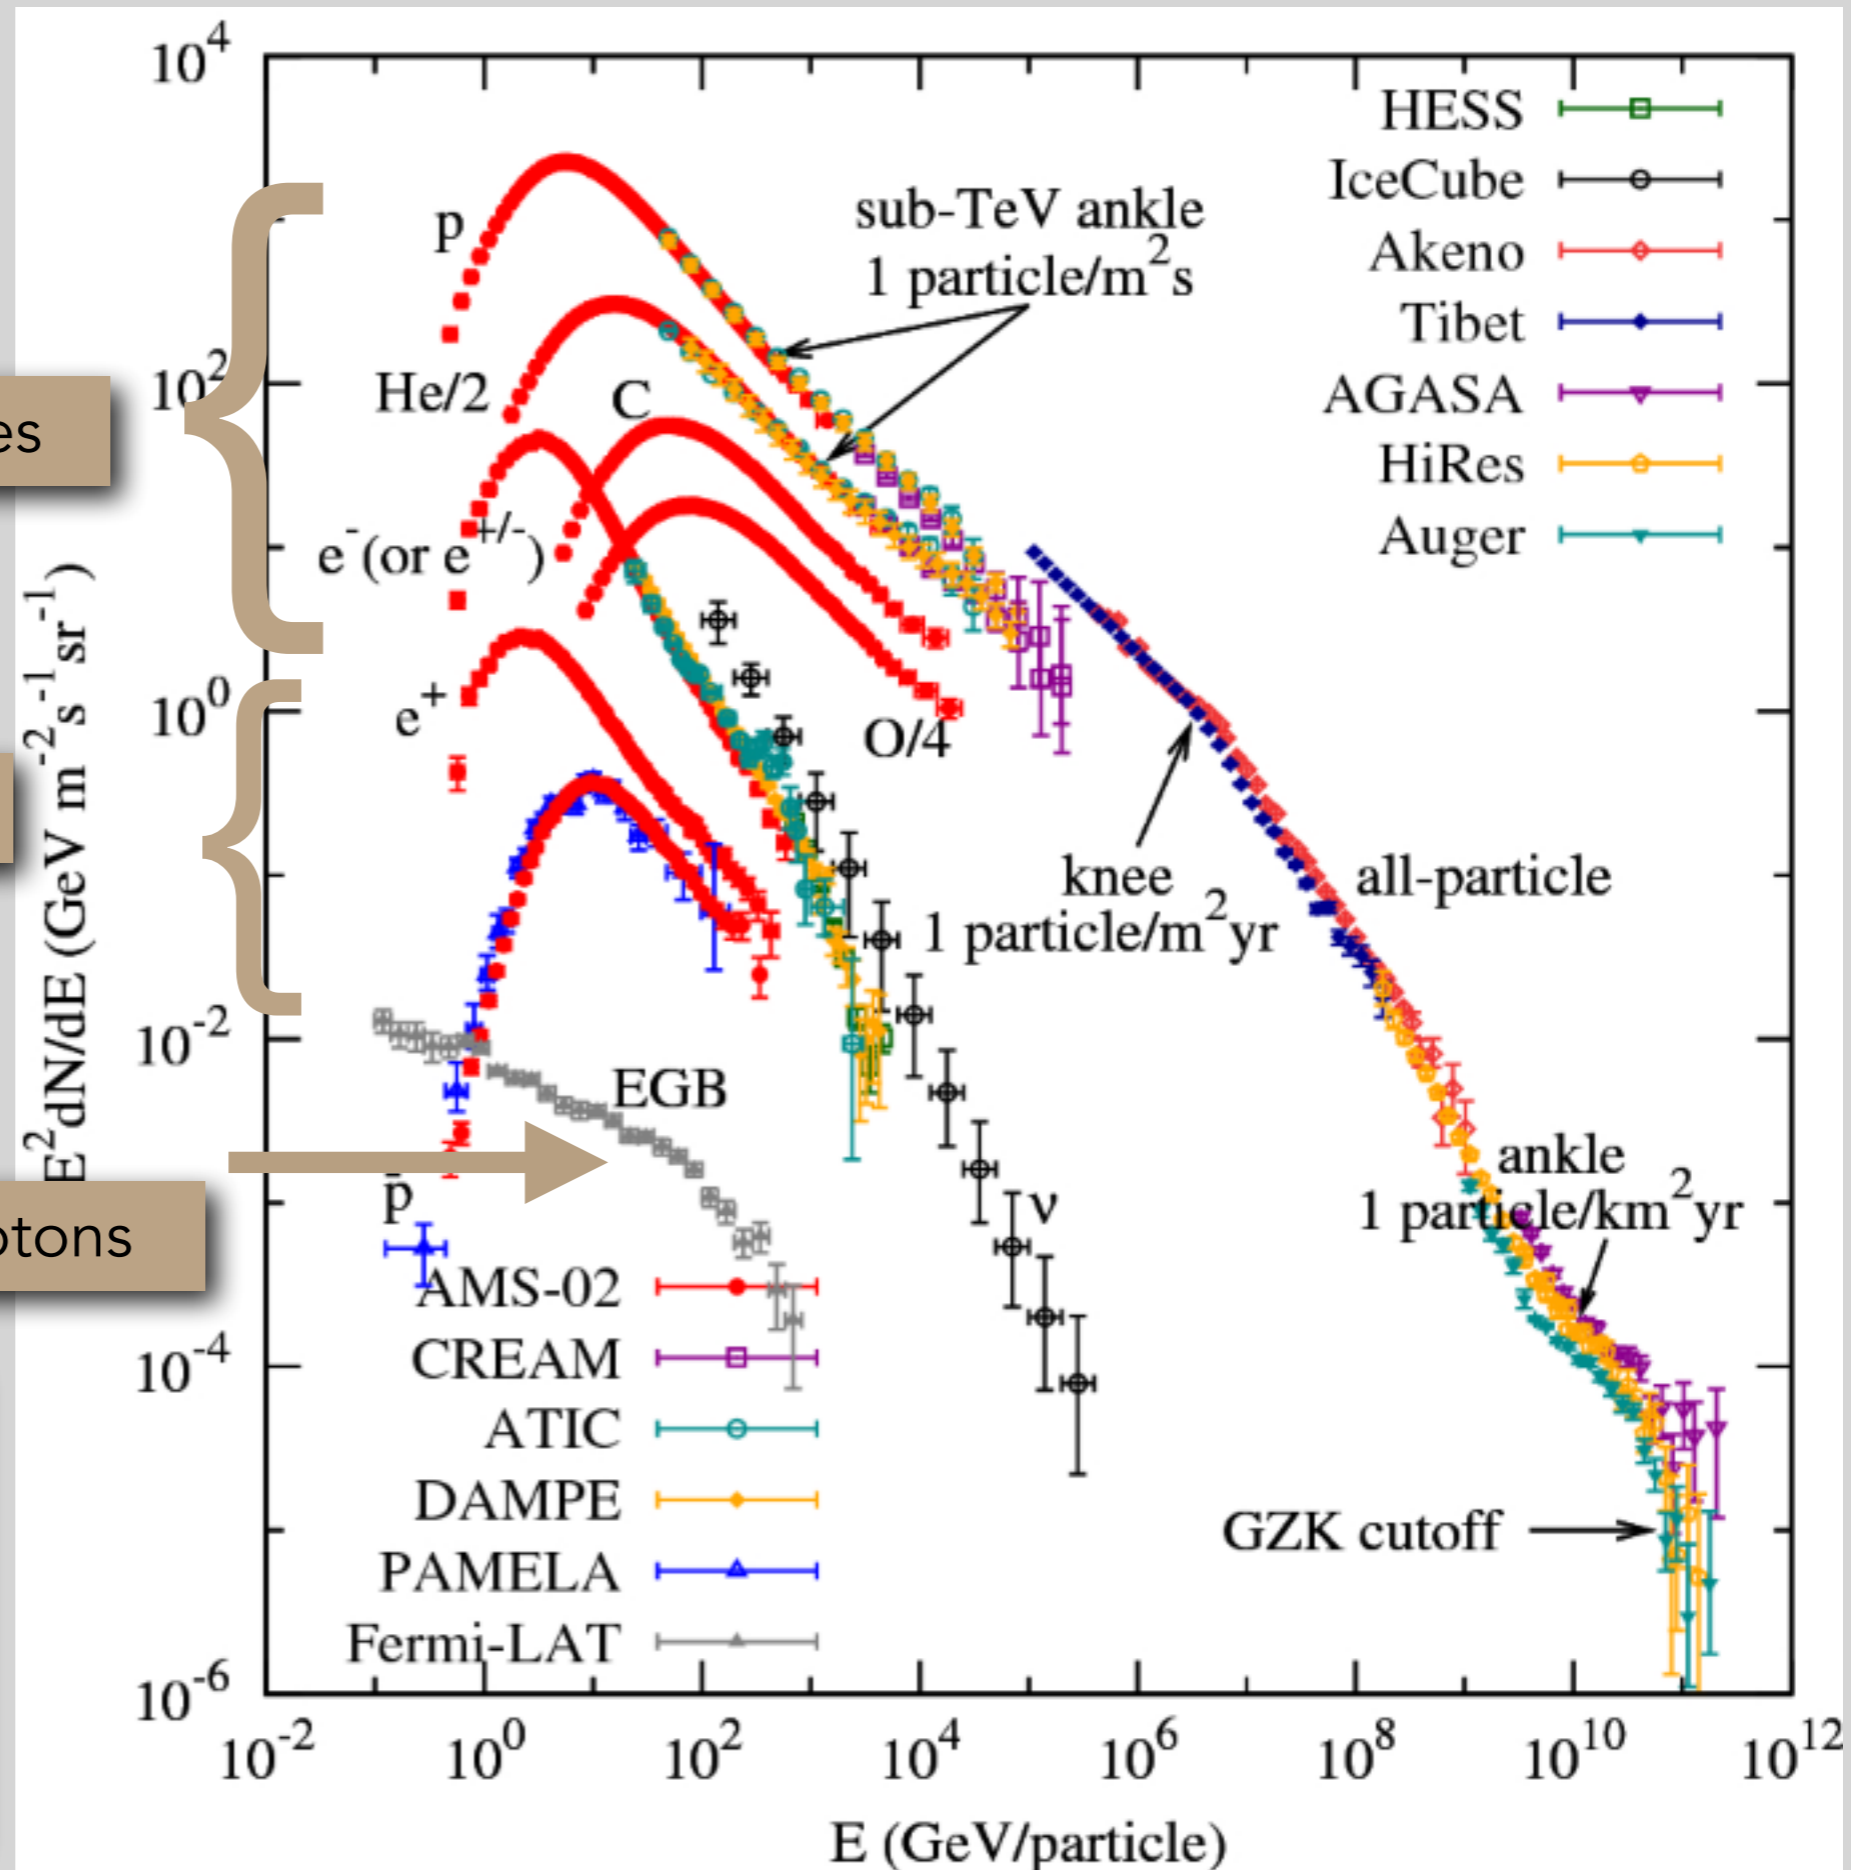 10^4
10^2
10^0
10^-2
10^-4
10^-6
E^2dN/dE (GeV m^-2s^-1sr^-1)
HESS
IceCube
Akeno
Tibet
AGASA
HiRes
Auger
p
sub-TeV ankle
1 particle/m^2s
He/2
C
es
e^-(or e^+/-)
e^+
O/4
knee
1 particle/m^2yr
all-particle
EGB
ankle
1 particle/km^2yr
p̄
ν
otons
AMS-02
CREAM
ATIC
DAMPE
PAMELA
Fermi-LAT
GZK cutoff
10^-2
10^0
10^2
10^4
10^6
10^8
10^10
10^12
E (GeV/particle)